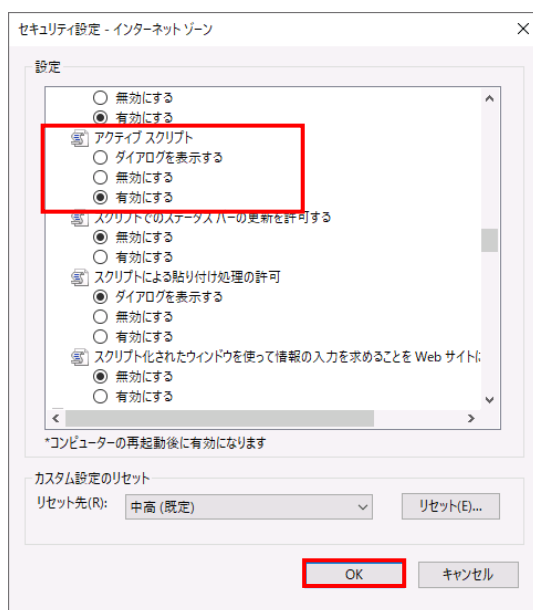 セキュリティ設定 - インターネット ゾーン
設定
無効にする
有効にする
アクティブ スクリプト
ダイアログを表示する
無効にする
有効にする
スクリプトでのステータス バーの更新を許可する
無効にする
有効にする
スクリプトによる貼り付け処理の許可
ダイアログを表示する
無効にする
有効にする
スクリプト化されたウィンドウを使って情報の入力を求めることを Web サイトに
無効にする
有効にする
*コンピューターの再起動後に有効になります
カスタム設定のリセット
リセット先(R):
中高 (既定)
リセット(E)...
OK
キャンセル